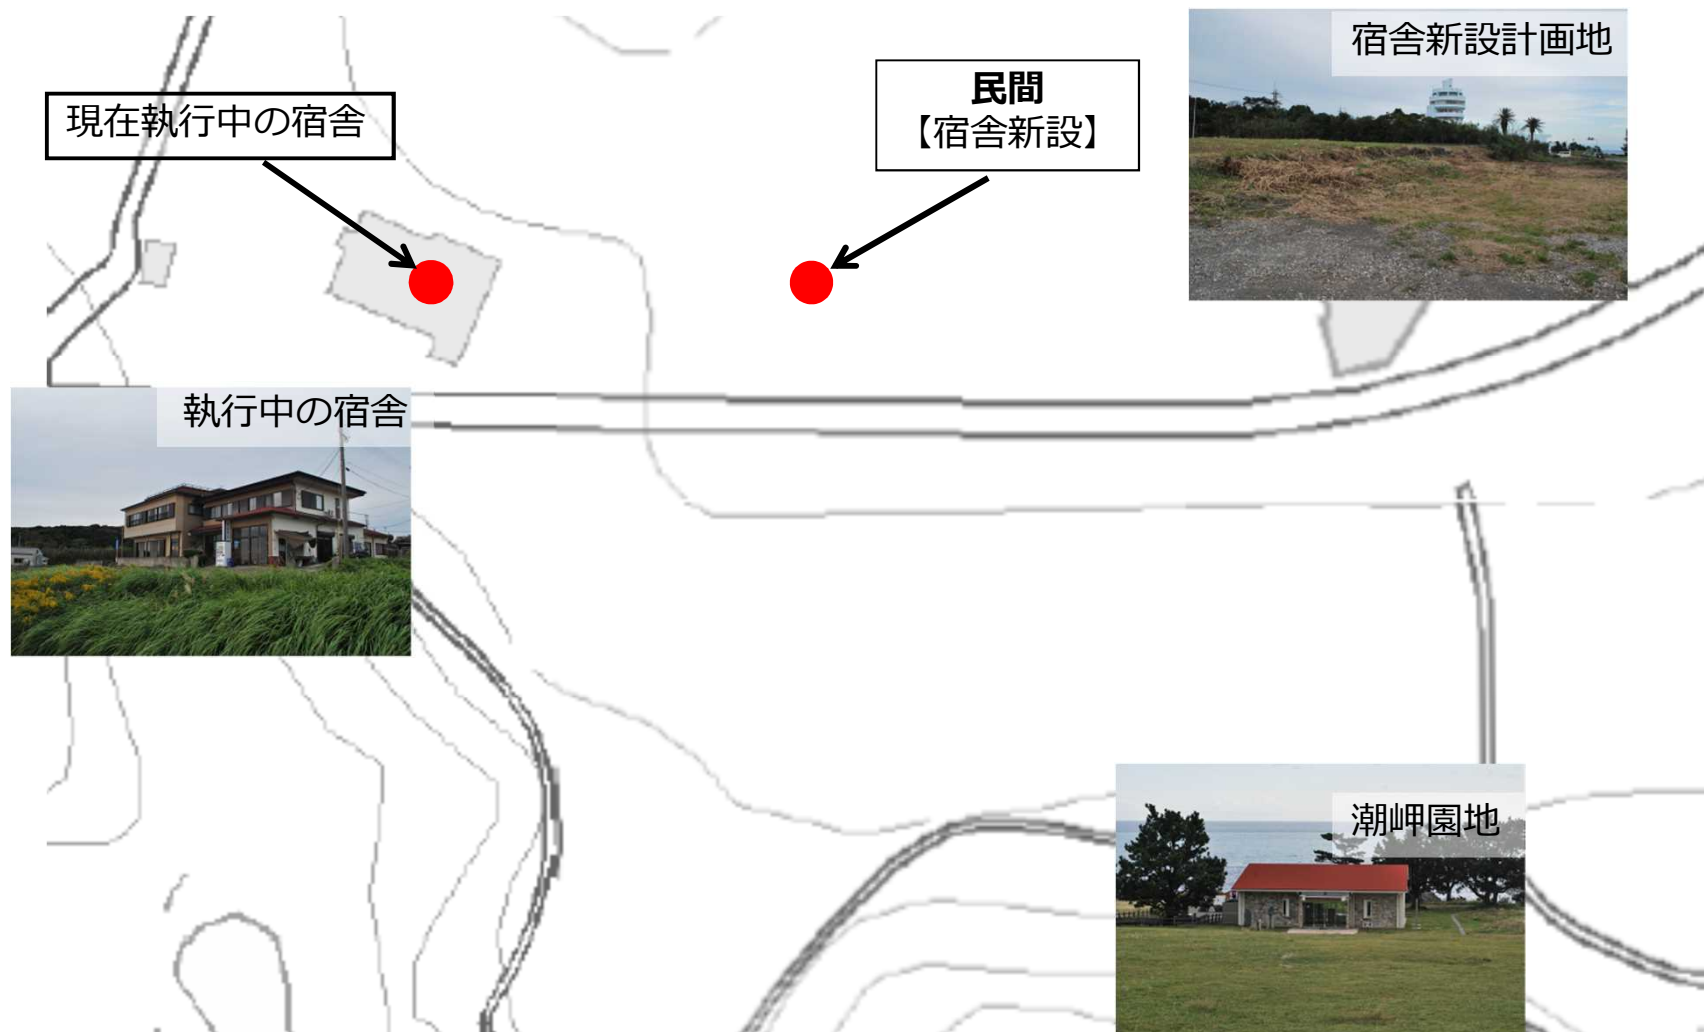 宿舎新設計画地
現在執行中の宿舎
民間
【宿舎新設】
執行中の宿舎
潮岬園地